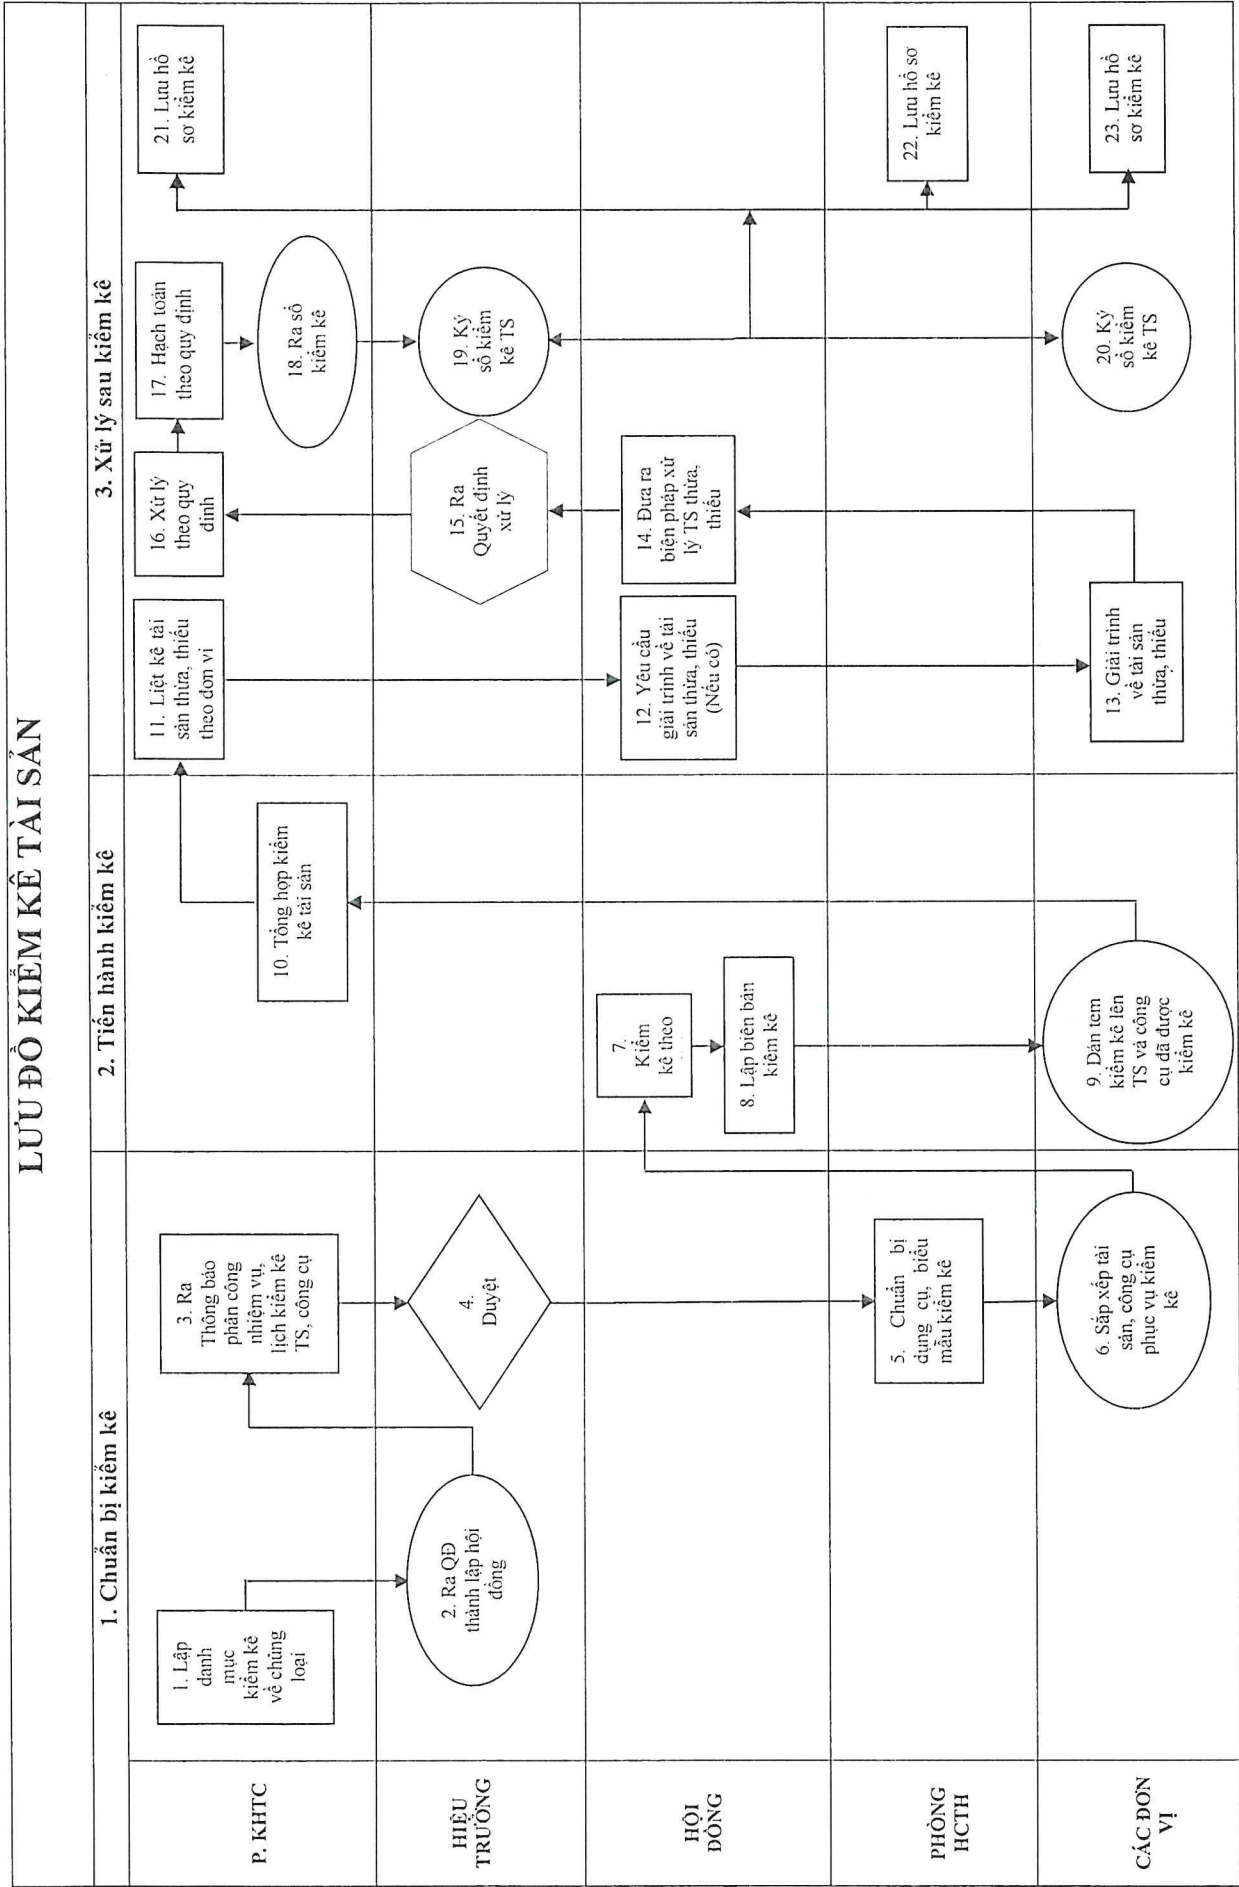 LƯU ĐỒ KIỂM KÊ TÀI SẢN
1. Chuẩn bị kiểm kê
2. Tiến hành kiểm kê
3. Xử lý sau kiểm kê
P. KHTC
1. Lập
danh
mục
kiểm kê
về chủng
loại
3. Ra
Thông báo
phân công
nhiệm vụ,
lịch kiểm kê
TS, công cụ
10. Tổng hợp kiểm
kê tài sản
11. Liệt kê tài
sản thừa, thiếu
theo đơn vi
16. Xử lý
theo quy
định
17. Hạch toán
theo quy định
18. Ra sổ
kiểm kê
21. Lưu hồ
sơ kiểm kê
HIỆU
TRƯỞNG
2. Ra QĐ
thành lập hội
đồng
4.
Duyệt
15. Ra
Quyết định
xử lý
19. Ký
sổ kiểm
kê TS
HỘI
ĐỒNG
7.
Kiểm
kê theo
8. Lập biên bản
kiểm kê
12. Yêu cầu
giải trình về tài
sản thừa, thiếu
(Nếu có)
14. Đưa ra
biện pháp xử
lý TS thừa,
thiếu
PHÒNG
HCTH
5. Chuẩn bị
dụng cụ, biểu
mẫu kiểm kê
22. Lưu hồ sơ
kiểm kê
CÁC ĐƠN
VỊ
6. Sắp xếp tài
sản, công cụ
phục vụ kiểm
kê
9. Dán tem
kiểm kê lên
TS và công
cụ đã được
kiểm kê
13. Giải trình
về tài sản
thừa, thiếu
20. Ký
sổ kiểm
kê TS
23. Lưu hồ
sơ kiểm kê